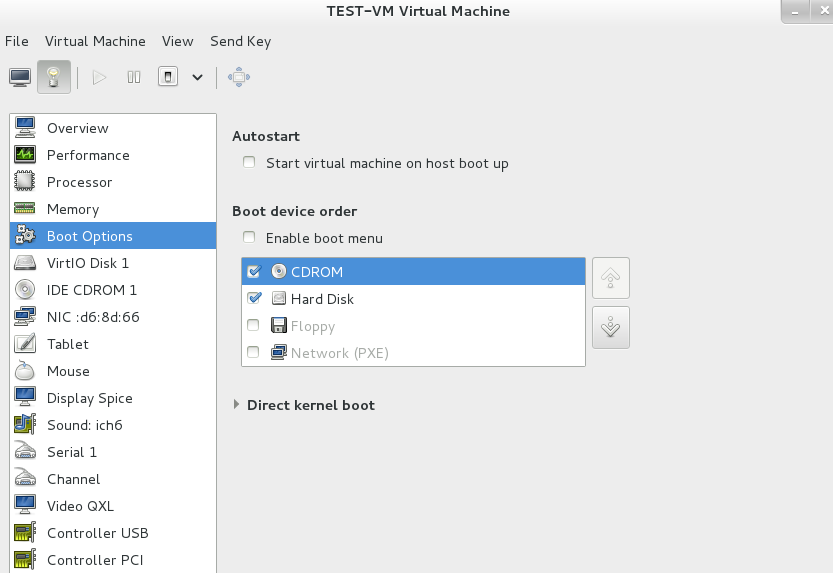 TEST-VM Virtual Machine
File Virtual Machine View Send Key
Overview
Performance
Processor
Memory
Boot Options
VirtIO Disk 1
IDE CDROM 1
NIC :d6:8d:66
Tablet
Mouse
Display Spice
Sound: ich6
Serial 1
Channel
Video QXL
Controller USB
Controller PCI
Autostart
Start virtual machine on host boot up
Boot device order
Enable boot menu
CDROM
Hard Disk
Floppy
Network (PXE)
Direct kernel boot